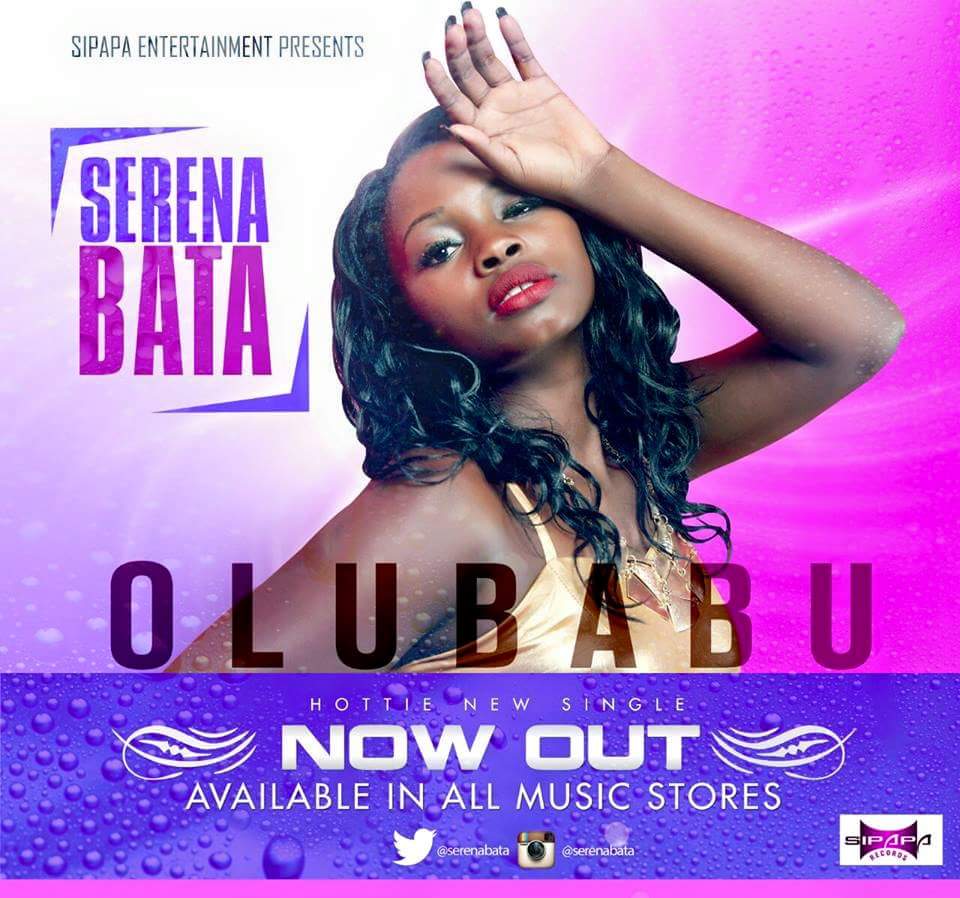 SIPAPA ENTERTAINMENT PRESENTS
SERENA
BATA
OLUBABU
HOTTIE NEW SINGLE
NOW OUT
AVAILABLE IN ALL MUSIC STORES
@serenabata @serenabata
SIPAPA
RECORDS